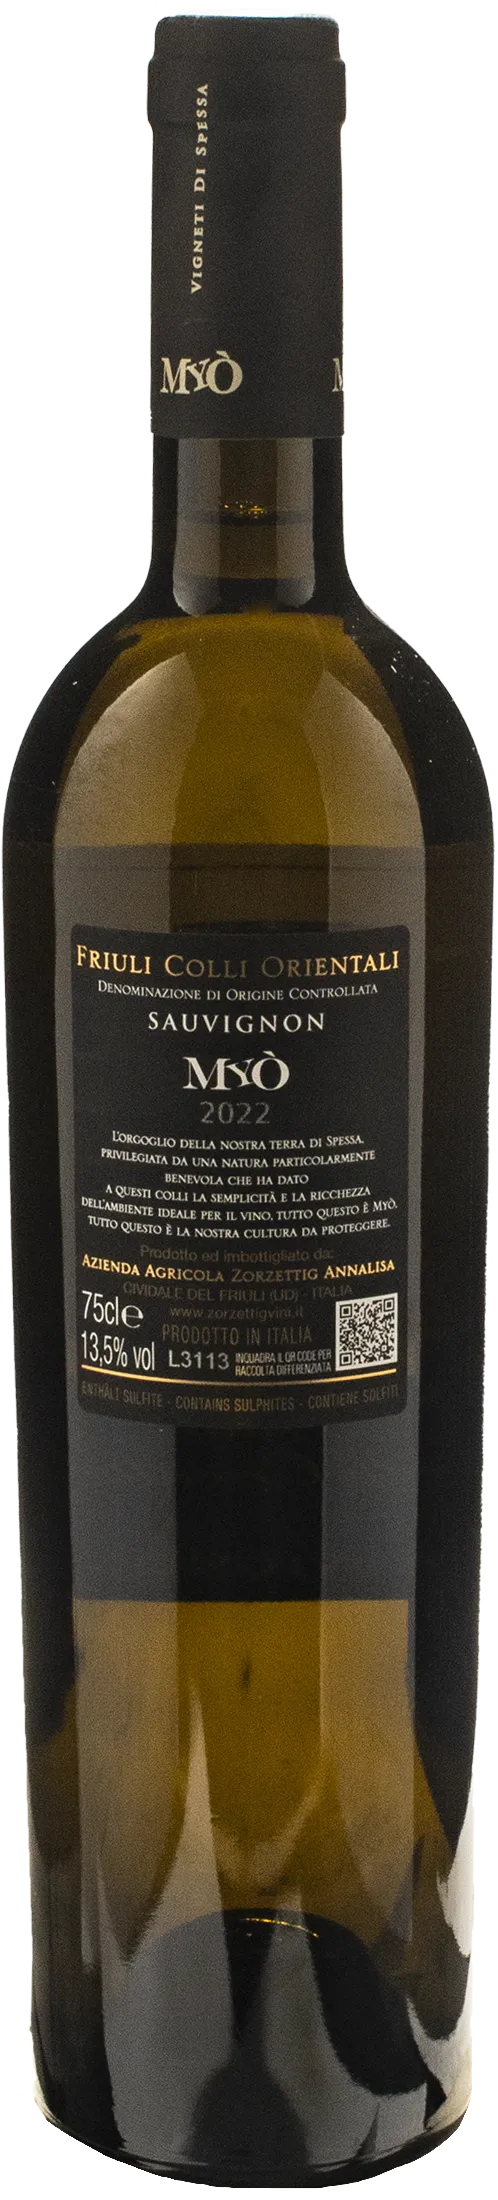 VIGNETI DI SPESSA
MYÒ
M
FRIULI COLLI ORIENTALI
DENOMINAZIONE DI ORIGINE CONTROLLATA
SAUVIGNON
MYÒ
2022
L'ORGOGLIO DELLA NOSTRA TERRA DI SPESSA.
PRIVILEGIATA DA UNA NATURA PARTICOLARMENTE
BENEVOLA CHE HA DATO
A QUESTI COLLI LA SEMPLICITÀ E LA RICCHEZZA
DELL'AMBIENTE IDEALE PER IL VINO, TUTTO QUESTO È MYÒ.
TUTTO QUESTO È LA NOSTRA CULTURA DA PROTEGGERE.
Prodotto ed imbottigliato da:
AZIENDA AGRICOLA ZORZETTIG ANNALISA
CIVIDALE DEL FRIULI (UD) - ITALIA
www.zorzettigvini.it
75cl e
PRODOTTO IN ITALIA
13,5% vol L3113 INQUADRA IL QR CODE PER
RACCOLTA DIFFERENZIATA
ENTHÄLT SULFITE - CONTAINS SULPHITES - CONTIENE SOLFITI